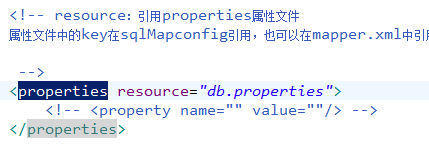 <!-- resource：引用properties属性文件
属性文件中的key在sqlMapconfig引用，也可以在mapper.xml中引用
-->
<properties resource="db.properties">
<!-- <property name="" value=""/> -->
</properties>